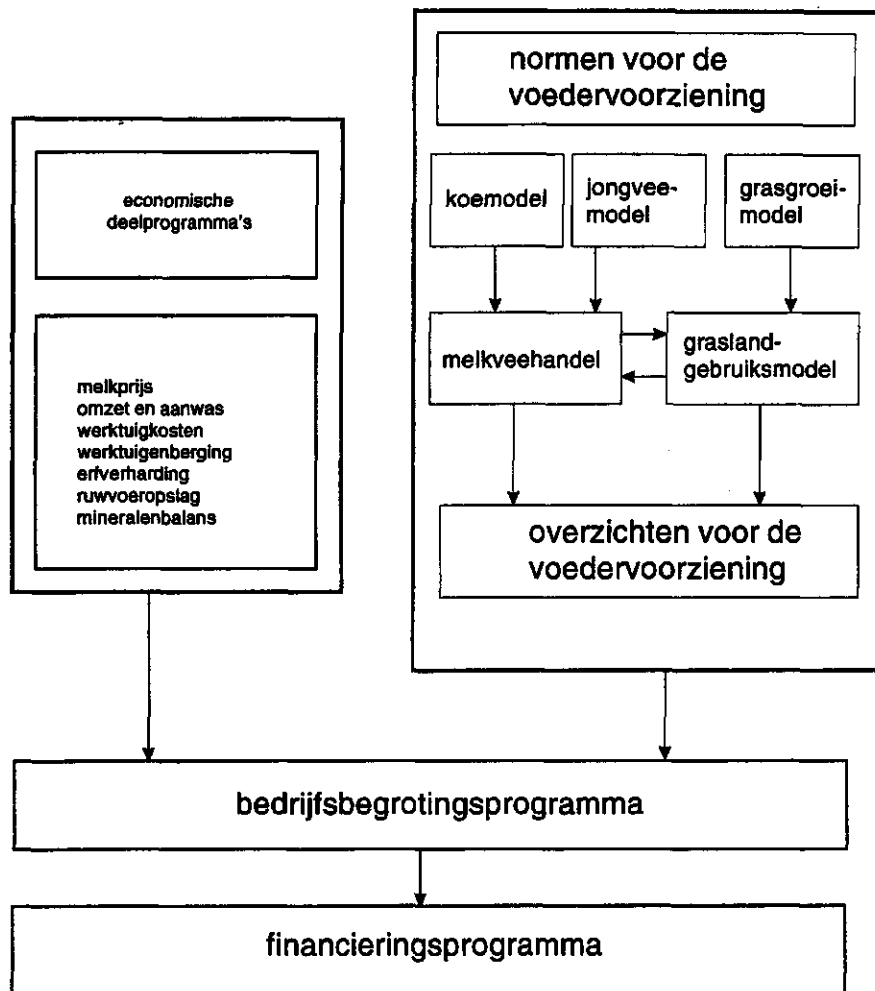 normen voor de
voedervoorziening
economische
deelprogramma's
koemodel
jongvee-
model
grasgroei-
model
melkveehandel
grasland-
gebruiksmodel
melkprijs
omzet en aanwas
werktuigkosten
werktuigenberging
erfverharding
ruwvoeropslag
mineralenbalans
overzichten voor de
voedervoorziening
bedrijfsbegrotingsprogramma
financieringsprogramma